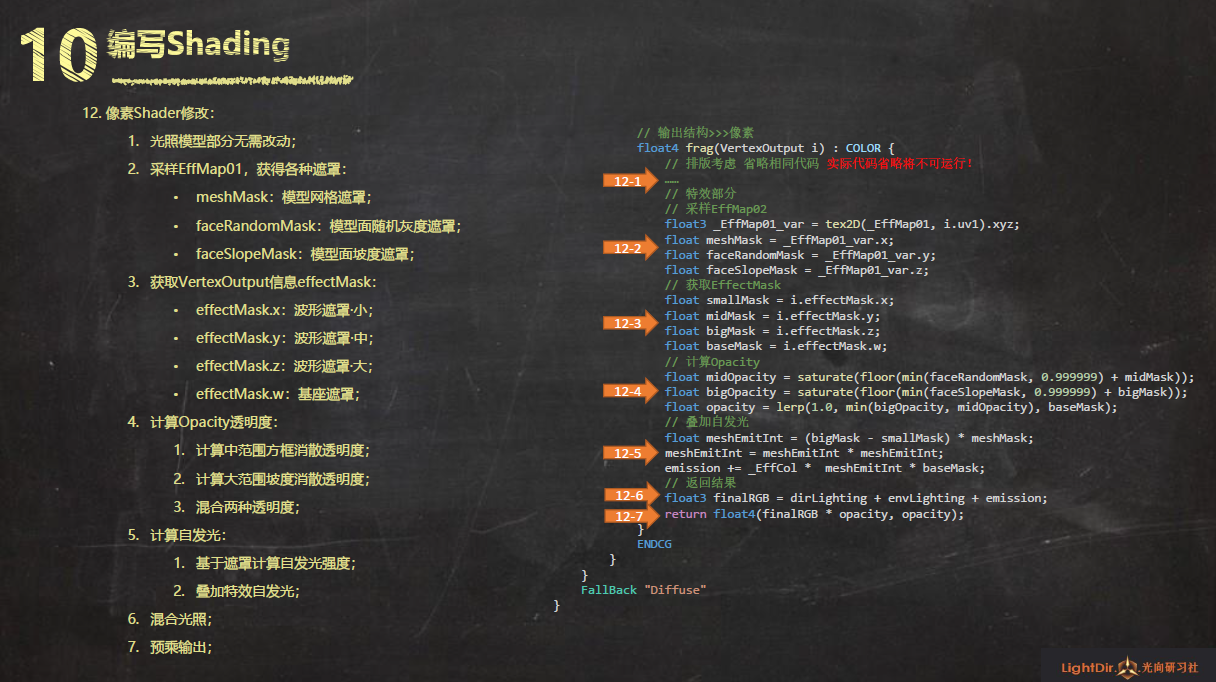 10 编写Shading
12. 像素Shader修改：
1. 光照模型部分无需改动；
2. 采样EffMap01，获得各种遮罩：
• meshMask：模型网格遮罩；
• faceRandomMask：模型面随机灰度遮罩；
• faceSlopeMask：模型面坡度遮罩；
3. 获取VertexOutput信息effectMask：
• effectMask.x：波形遮罩·小；
• effectMask.y：波形遮罩·中；
• effectMask.z：波形遮罩·大；
• effectMask.w：基座遮罩；
4. 计算Opacity透明度：
1. 计算中范围方框消散透明度；
2. 计算大范围坡度消散透明度；
3. 混合两种透明度；
5. 计算自发光：
1. 基于遮罩计算自发光强度；
2. 叠加特效自发光；
6. 混合光照；
7. 预乘输出；
// 输出结构>>>像素
float4 frag(VertexOutput i) : COLOR {
// 排版考虑 省略相同代码 实际代码省略将不可运行!
12-1 ……
// 特效部分
// 采样EffMap02
float3 _EffMap01_var = tex2D(_EffMap01, i.uv1).xyz;
12-2 float meshMask = _EffMap01_var.x;
float faceRandomMask = _EffMap01_var.y;
float faceSlopeMask = _EffMap01_var.z;
// 获取EffectMask
float smallMask = i.effectMask.x;
12-3 float midMask = i.effectMask.y;
float bigMask = i.effectMask.z;
float baseMask = i.effectMask.w;
// 计算Opacity
float midOpacity = saturate(floor(min(faceRandomMask, 0.999999) + midMask));
12-4 float bigOpacity = saturate(floor(min(faceSlopeMask, 0.999999) + bigMask));
float opacity = lerp(1.0, min(bigOpacity, midOpacity), baseMask);
// 叠加自发光
float meshEmitInt = (bigMask - smallMask) * meshMask;
12-5 meshEmitInt = meshEmitInt * meshEmitInt;
emission += _EffCol * meshEmitInt * baseMask;
// 返回结果
12-6 float3 finalRGB = dirLighting + envLighting + emission;
12-7 return float4(finalRGB * opacity, opacity);
}
ENDCG
}
}
FallBack "Diffuse"
}
LightDir. 光向研习社